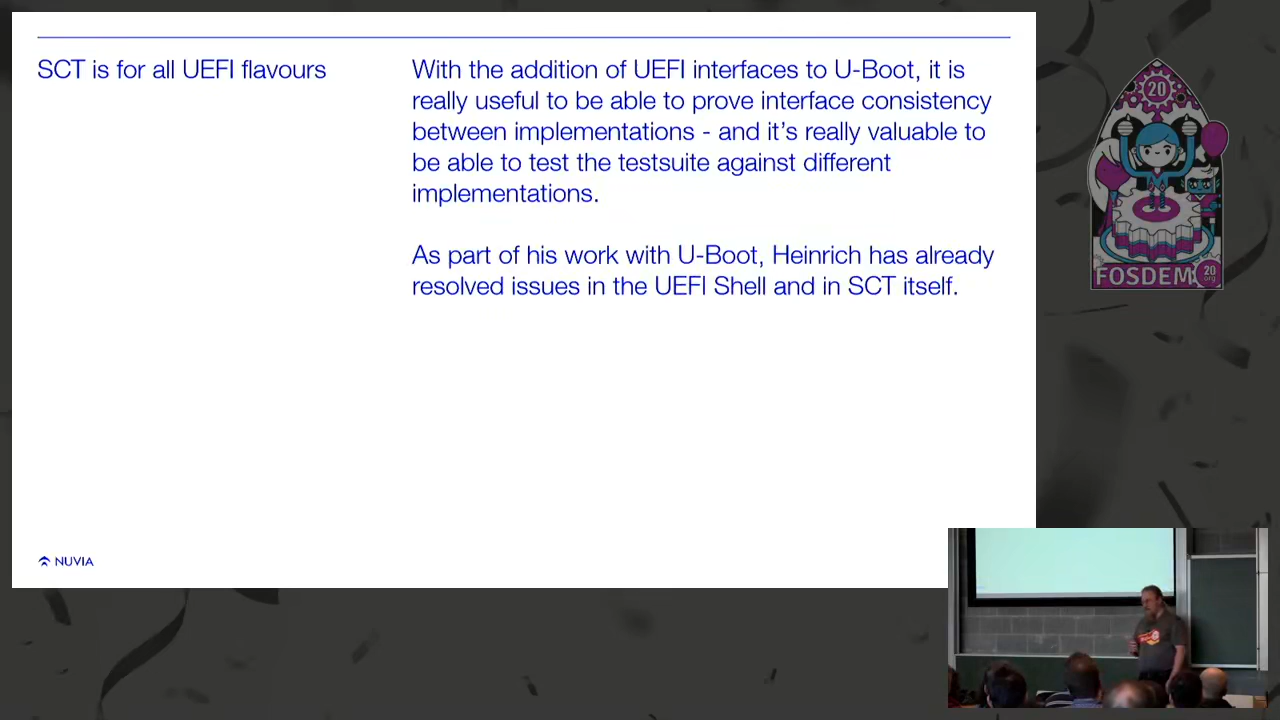 SCT is for all UEFI flavours
With the addition of UEFI interfaces to U-Boot, it is
really useful to be able to prove interface consistency
between implementations - and it's really valuable to
be able to test the testsuite against different
implementations.
As part of his work with U-Boot, Heinrich has already
resolved issues in the UEFI Shell and in SCT itself.
NUVIA
20
FOSDEM
20
.org